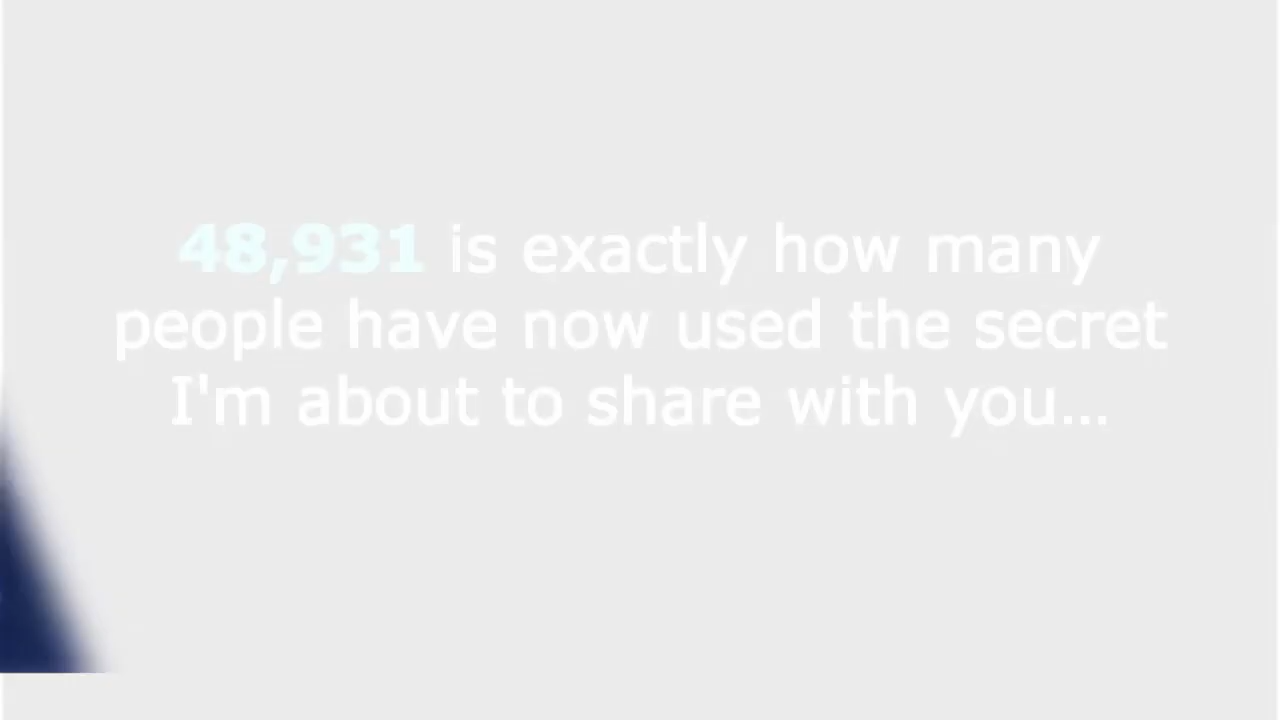 48,931 is exactly how many
people have now used the secret
I'm about to share with you...